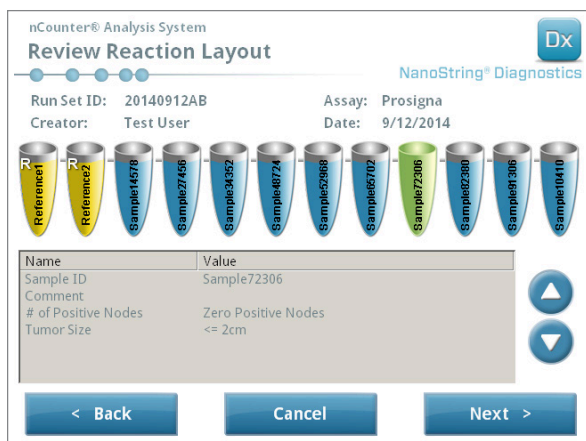 nCounter® Analysis System
Review Reaction Layout
Dx
NanoString® Diagnostics
Run Set ID: 20140912AB Assay: Prosigna
Creator: Test User Date: 9/12/2014
R Reference1
R Reference2
Sample14578
Sample27456
Sample34352
Sample48724
Sample52968
Sample65702
Sample72306
Sample82380
Sample91306
Sample10410
Name Value
Sample ID Sample72306
Comment
# of Positive Nodes Zero Positive Nodes
Tumor Size <= 2cm
< Back Cancel Next >